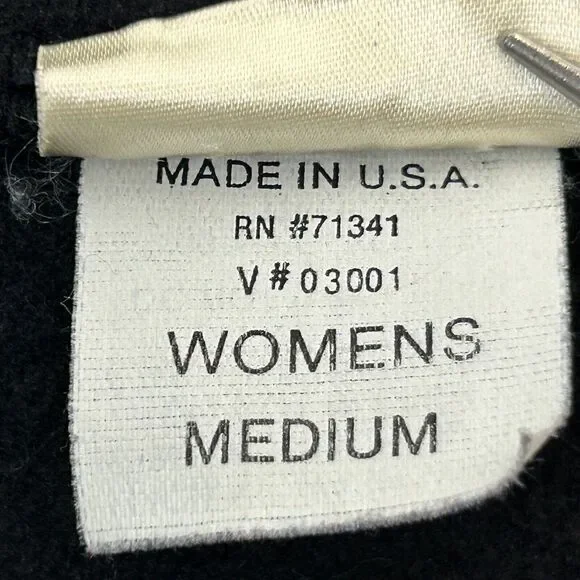 MADE IN U.S.A.
RN #71341
V # 03001
WOMENS
MEDIUM